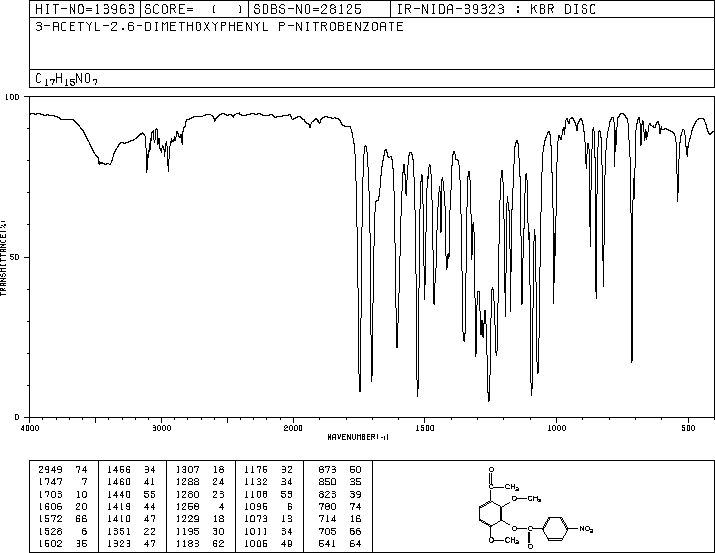 HIT-NO=13963 SCORE= ( ) SDBS-NO=28125 IR-NIDA-39323 : KBR DISC
3-ACETYL-2,6-DIMETHOXYPHENYL P-NITROBENZOATE
C17H15NO7
100
50
0
TRANSMITTANCE(%)
4000 3000 2000 1500 1000 500
WAVENUMBER(-1)
2949 74 1466 34 1307 18 1176 32 873 50
1747 7 1460 41 1288 24 1132 34 850 35
1703 10 1440 55 1280 23 1108 59 823 39
1606 20 1419 44 1258 4 1096 6 780 74
1572 66 1410 47 1229 18 1073 13 714 16
1528 6 1351 22 1195 30 1011 34 705 66
1502 35 1323 47 1183 62 1006 49 541 64
O
C—CH3
O—CH3
O—C
NO2
O—CH3
O